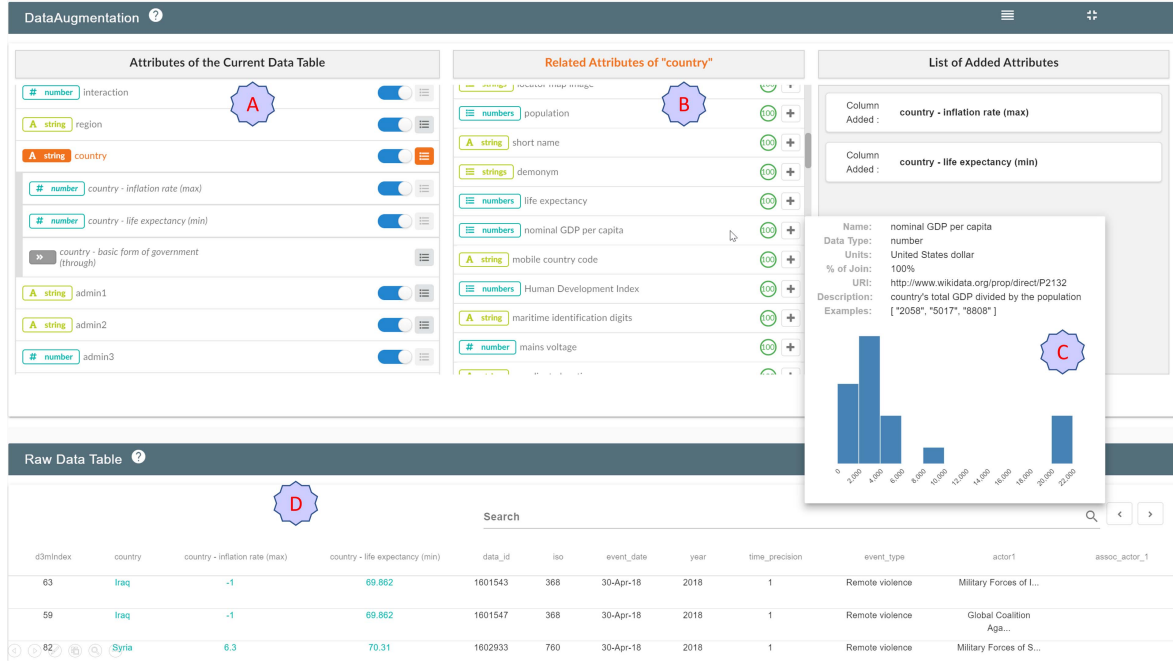 DataAugmentation ?
Attributes of the Current Data Table
# number interaction
A string region
A string country
# number country - inflation rate (max)
# number country - life expectancy (min)
» country - basic form of government
(through)
A string admin1
A string admin2
# number admin3
A
Related Attributes of "country"
numbers population 100 +
A string short name 100 +
strings demonym 100 +
numbers life expectancy 100 +
numbers nominal GDP per capita 100 +
A string mobile country code 100 +
numbers Human Development Index 100 +
A string maritime identification digits 100 +
# number mains voltage 100 +
B
List of Added Attributes
Column
Added : country - inflation rate (max)
Column
Added : country - life expectancy (min)
Name: nominal GDP per capita
Data Type: number
Units: United States dollar
% of Join: 100%
URI: http://www.wikidata.org/prop/direct/P2132
Description: country's total GDP divided by the population
Examples: [ "2058", "5017", "8808" ]
C
0 2,000 4,000 6,000 8,000 10,000 12,000 14,000 16,000 18,000 20,000 22,000
Raw Data Table ?
D
Search
< >
d3mIndex country country - inflation rate (max) country - life expectancy (min) data_id iso event_date year time_precision event_type actor1 assoc_actor_1
63 Iraq -1 69.862 1601543 368 30-Apr-18 2018 1 Remote violence Military Forces of I...
59 Iraq -1 69.862 1601547 368 30-Apr-18 2018 1 Remote violence Global Coalition
Aga...
82 Syria 6.3 70.31 1602933 760 30-Apr-18 2018 1 Remote violence Military Forces of S...